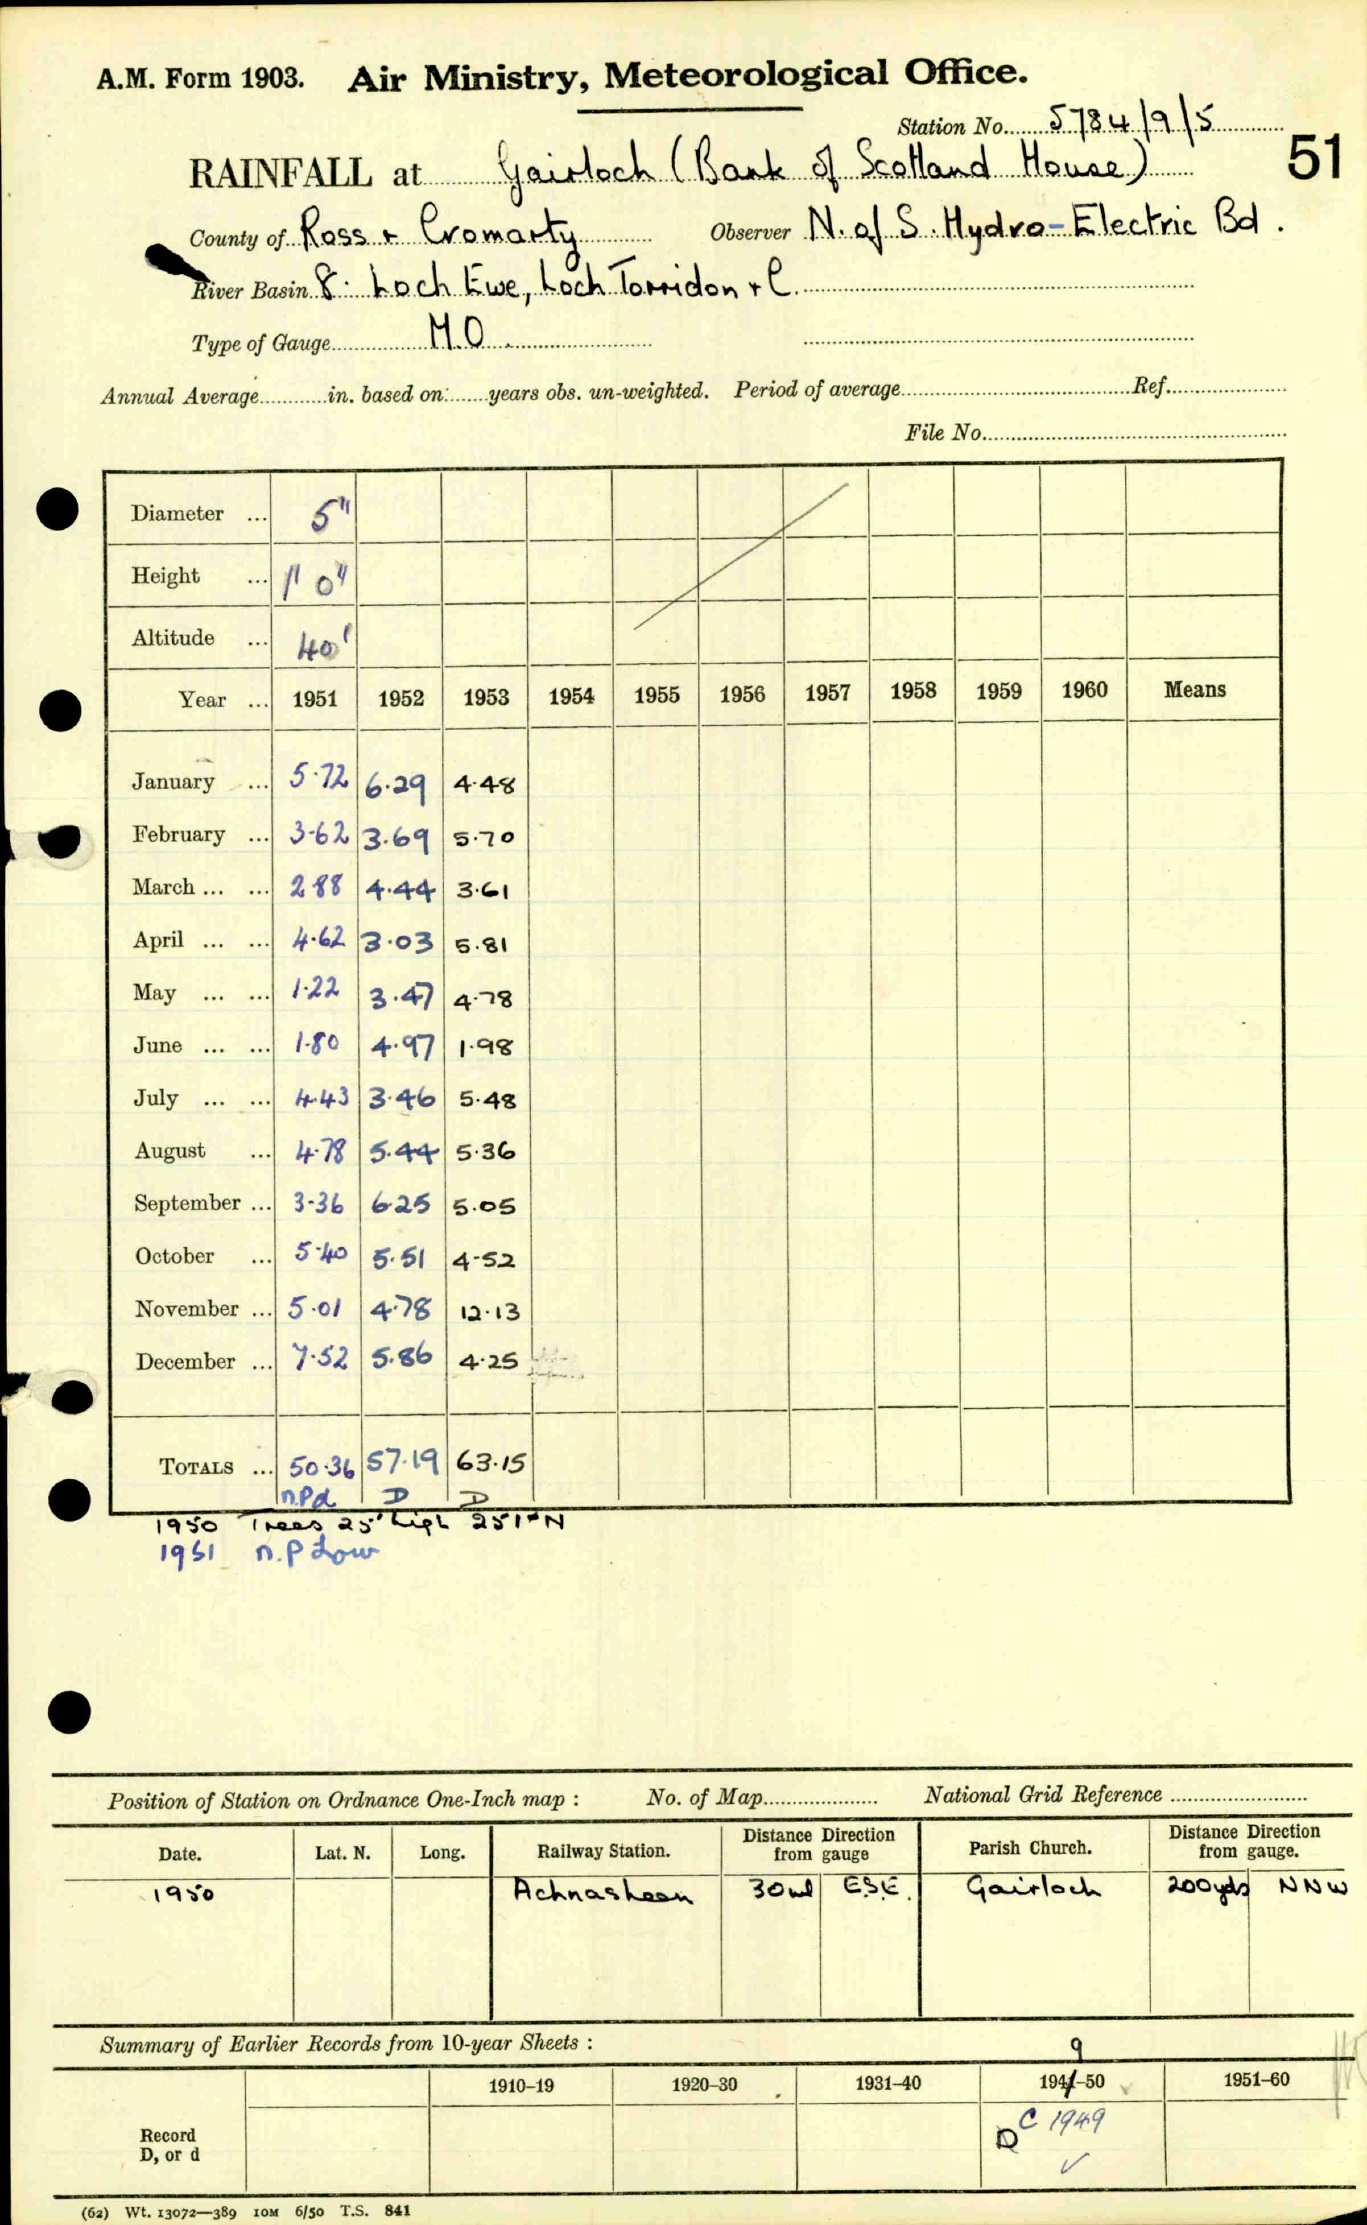 A.M. Form 1903. Air Ministry, Meteorological Office.
Station No. 5784/9/5
51
RAINFALL at Gairloch (Bank of Scotland House)
County of Ross & Cromarty Observer N. of S. Hydro-Electric Bd.
River Basin 8. Loch Ewe, Loch Torridon & C.
Type of Gauge M.O.
Annual Average in. based on years obs. un-weighted. Period of average Ref.
File No.
Diameter ... 5"
Height ... 1' 0"
Altitude ... 40'
Year ... 1951 1952 1953 1954 1955 1956 1957 1958 1959 1960 Means
January ... 5.72 6.29 4.48
February ... 3.62 3.69 5.70
March ... ... 2.88 4.44 3.61
April ... ... 4.62 3.03 5.81
May ... ... 1.22 3.47 4.78
June ... ... 1.80 4.97 1.98
July ... ... 4.43 3.46 5.48
August ... 4.78 5.44 5.36
September ... 3.36 6.25 5.05
October ... 5.40 5.51 4.52
November ... 5.01 4.78 12.13
December ... 7.52 5.86 4.25
TOTALS ... 50.36 57.19 63.15
n.Pd D D
1950 Trees 25' high 251° N
1951 n.P Low
Position of Station on Ordnance One-Inch map : No. of Map National Grid Reference
Date. Lat. N. Long. Railway Station. Distance Direction from gauge Parish Church. Distance Direction from gauge.
1950 Achnasheen 30ml E.S.E. Gairloch 200yds NNW
Summary of Earlier Records from 10-year Sheets :
9
1910–19 1920–30 1931–40 1941–50 1951–60
Record D, or d
C 1949
D
(62) Wt. 13072—389 10M 6/50 T.S. 841